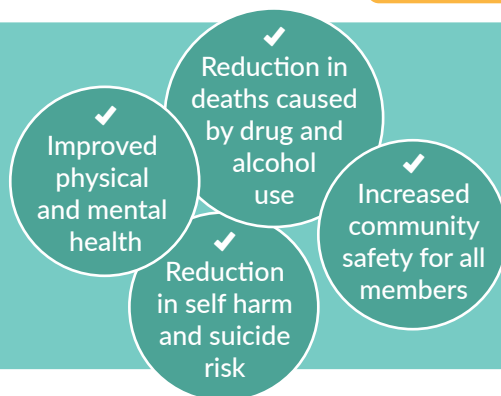 ✔
Reduction in
deaths caused
by drug and
alcohol
use
✔
Improved
physical
and mental
health
✔
Increased
community
safety for all
members
✔
Reduction
in self harm
and suicide
risk